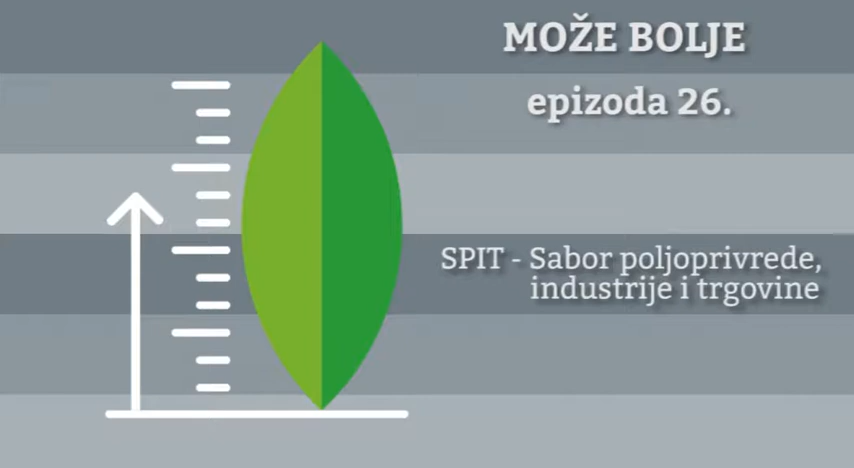 MOŽE BOLJE
epizoda 26.
SPIT - Sabor poljoprivrede,
industrije i trgovine